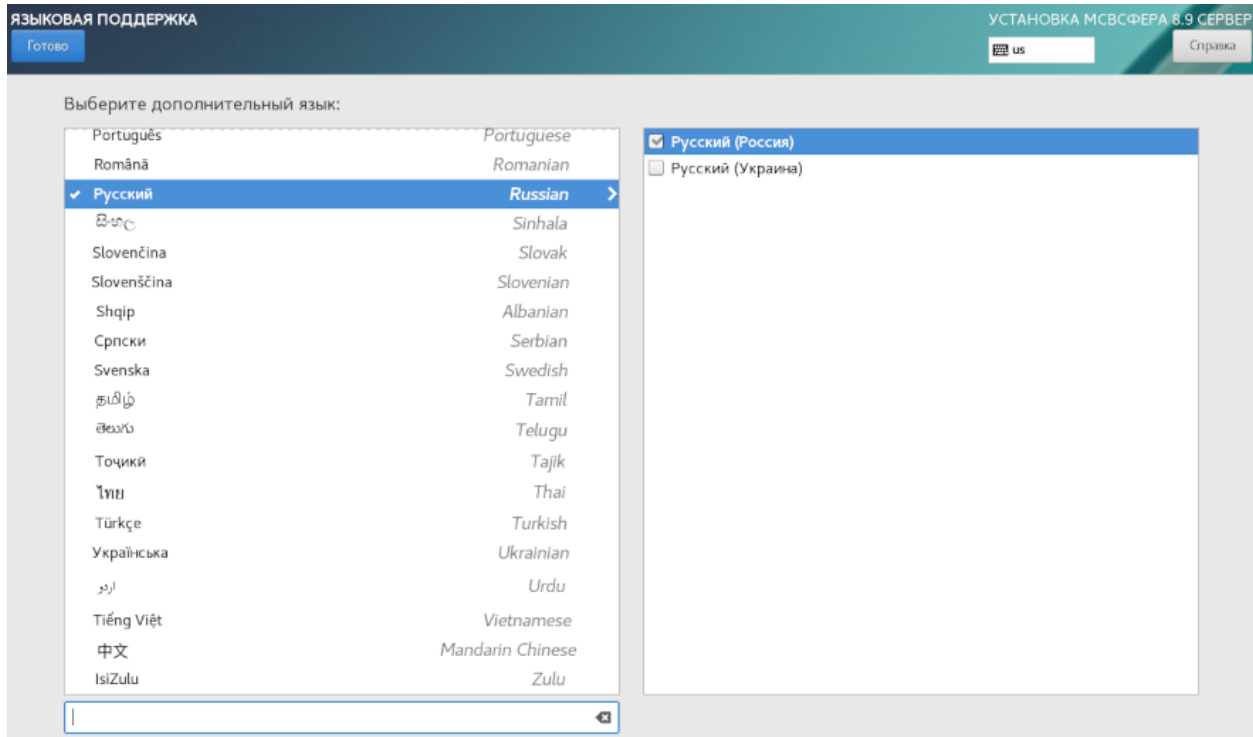 ЯЗЫКОВАЯ ПОДДЕРЖКА
УСТАНОВКА МСВСФЕРА 8.9 СЕРВЕР
Готово
us
Справка
Выберите дополнительный язык:
Português Portuguese
Română Romanian
Русский Russian
සිංහල Sinhala
Slovenčina Slovak
Slovenščina Slovenian
Shqip Albanian
Српски Serbian
Svenska Swedish
தமிழ் Tamil
తెలుగు Telugu
Тоҷикӣ Tajik
ไทย Thai
Türkçe Turkish
Українська Ukrainian
اردو Urdu
Tiếng Việt Vietnamese
中文 Mandarin Chinese
IsiZulu Zulu
Русский (Россия)
Русский (Украина)